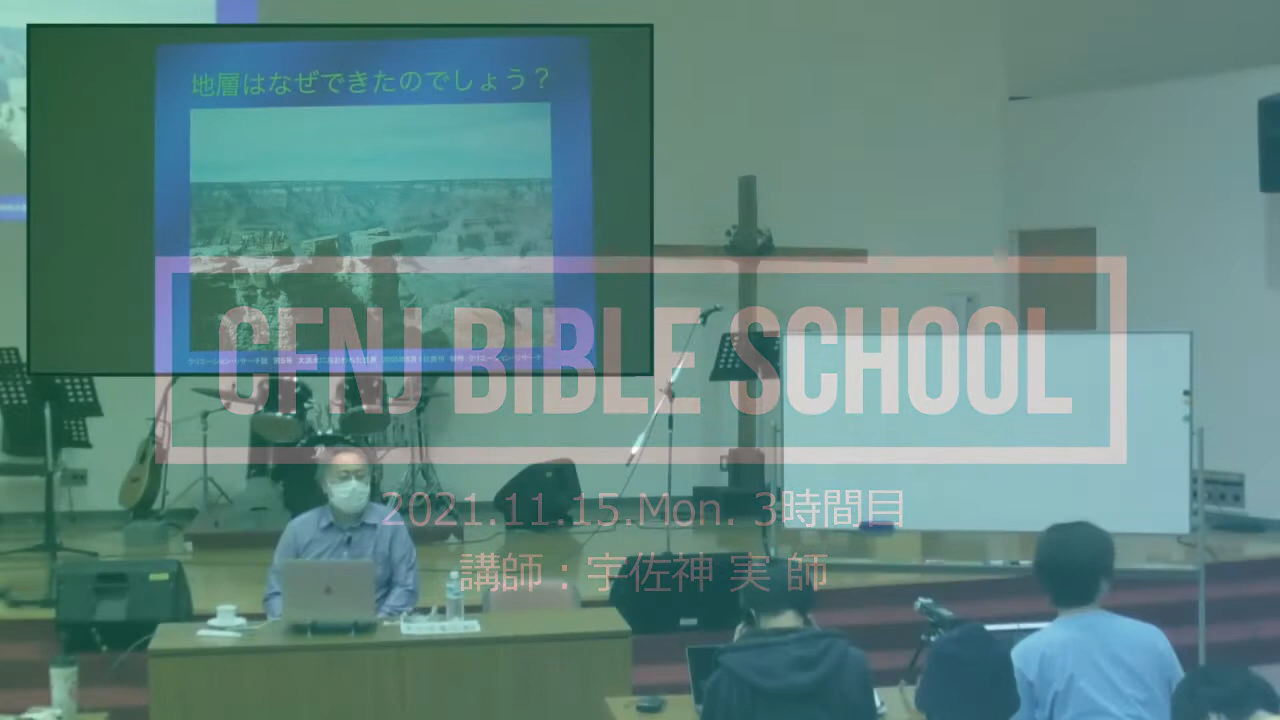 地層はなぜできたのでしょう？
CFNJ BIBLE SCHOOL
2021.11.15.Mon. 3時間目
講師：宇佐神 実 師